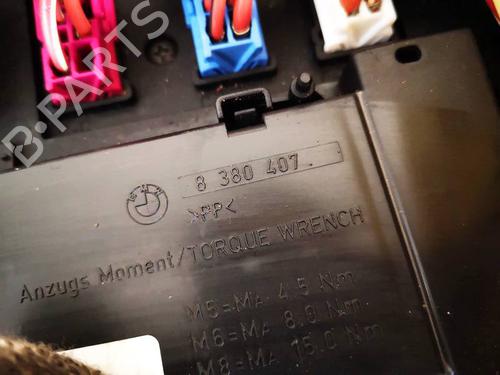 B-PARTS
8 380 407
>PP<
Anzugs Moment/TORQUE WRENCH
M5=MA 4.5 Nm
M6=MA 8.0 Nm
M8=MA 15.0 Nm